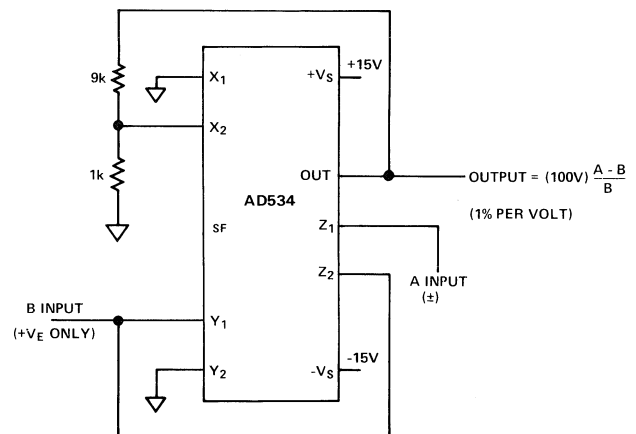 9k
1k
X1
X2
SF
Y1
Y2
AD534
+VS
+15V
OUT
Z1
Z2
-VS
-15V
OUTPUT = (100V) A - B / B
(1% PER VOLT)
A INPUT
(±)
B INPUT
(+VE ONLY)